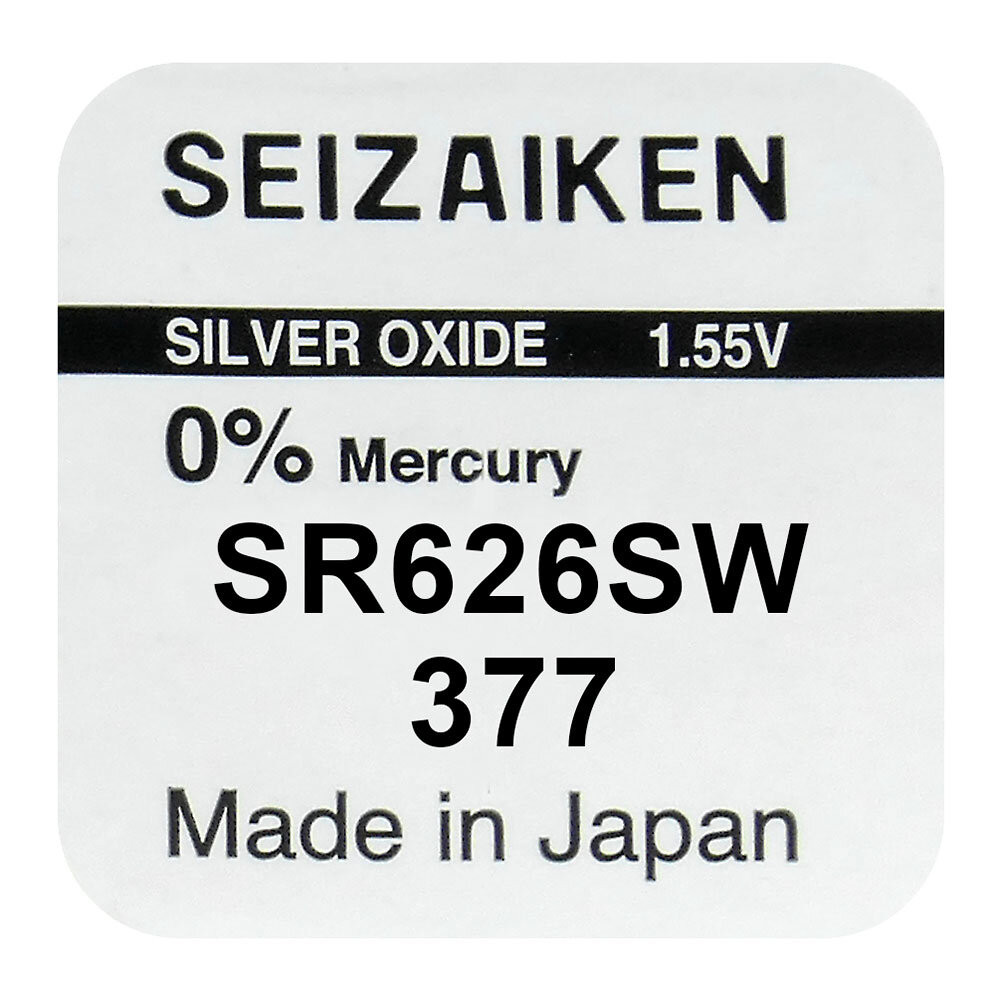 SEIZAIKEN
SILVER OXIDE 1.55V
0% Mercury
SR626SW
377
Made in Japan